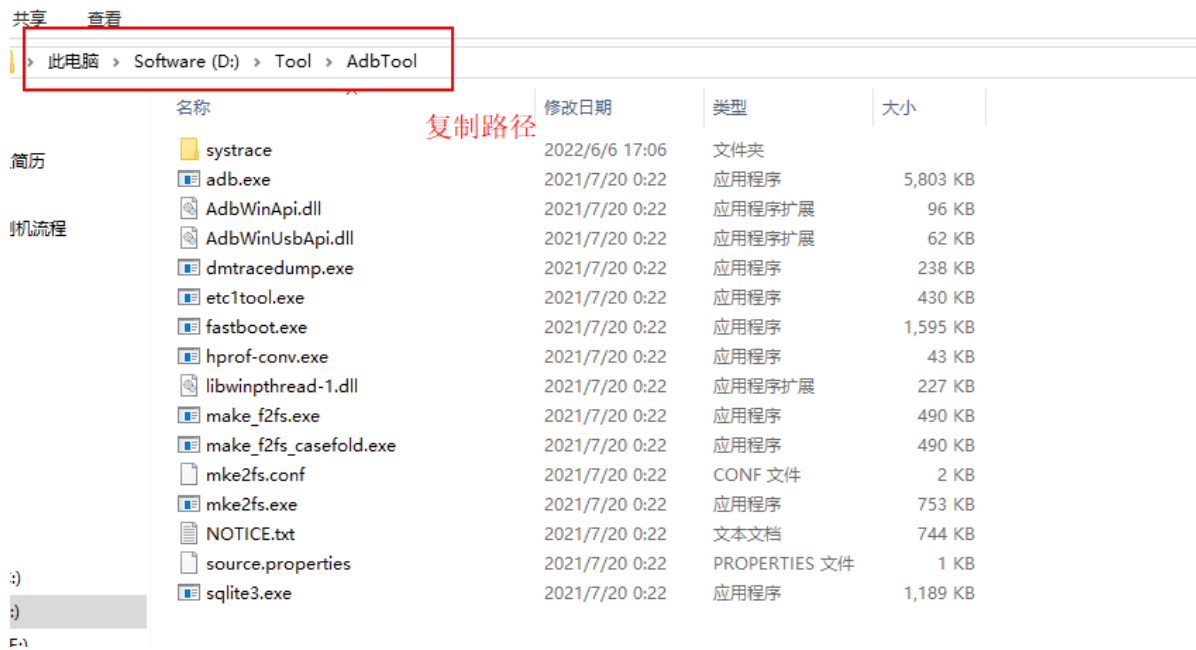 共享 查看
此电脑 > Software (D:) > Tool > AdbTool
名称 修改日期 类型 大小
复制路径
systrace 2022/6/6 17:06 文件夹
简历
adb.exe 2021/7/20 0:22 应用程序 5,803 KB
AdbWinApi.dll 2021/7/20 0:22 应用程序扩展 96 KB
机流程
AdbWinUsbApi.dll 2021/7/20 0:22 应用程序扩展 62 KB
dmtracedump.exe 2021/7/20 0:22 应用程序 238 KB
etc1tool.exe 2021/7/20 0:22 应用程序 430 KB
fastboot.exe 2021/7/20 0:22 应用程序 1,595 KB
hprof-conv.exe 2021/7/20 0:22 应用程序 43 KB
libwinpthread-1.dll 2021/7/20 0:22 应用程序扩展 227 KB
make_f2fs.exe 2021/7/20 0:22 应用程序 490 KB
make_f2fs_casefold.exe 2021/7/20 0:22 应用程序 490 KB
mke2fs.conf 2021/7/20 0:22 CONF 文件 2 KB
mke2fs.exe 2021/7/20 0:22 应用程序 753 KB
NOTICE.txt 2021/7/20 0:22 文本文档 744 KB
source.properties 2021/7/20 0:22 PROPERTIES 文件 1 KB
:)
sqlite3.exe 2021/7/20 0:22 应用程序 1,189 KB
:)
E:)